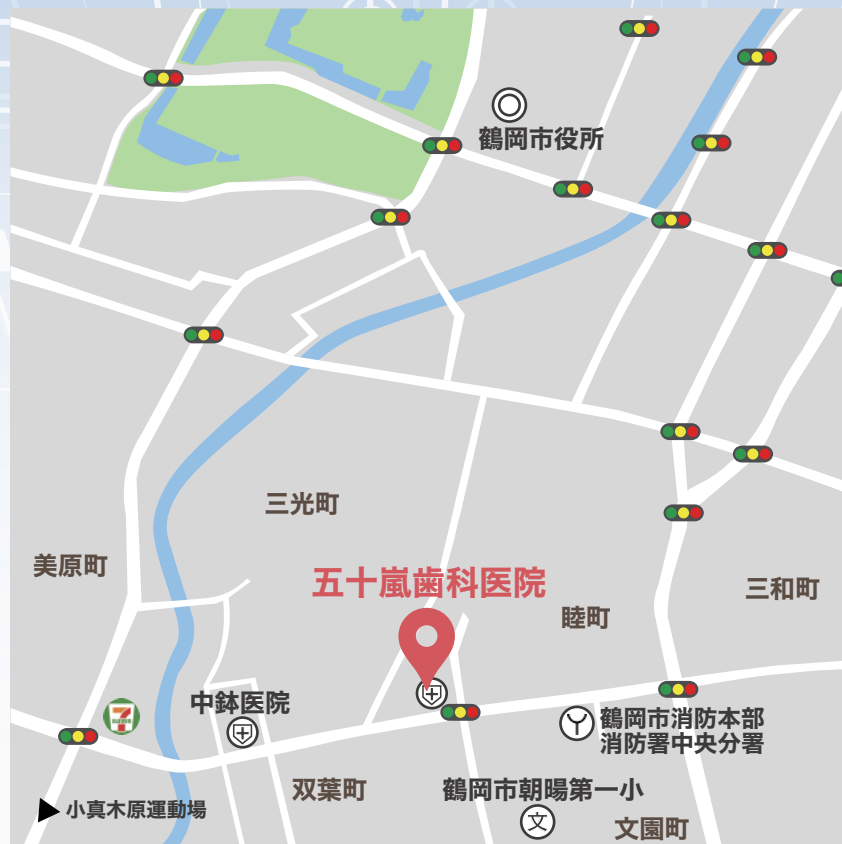 鶴岡市役所
三光町
美原町
五十嵐歯科医院
三和町
睦町
中鉢医院
鶴岡市消防本部
消防署中央分署
双葉町
鶴岡市朝暘第一小
小真木原運動場
文
文園町
7